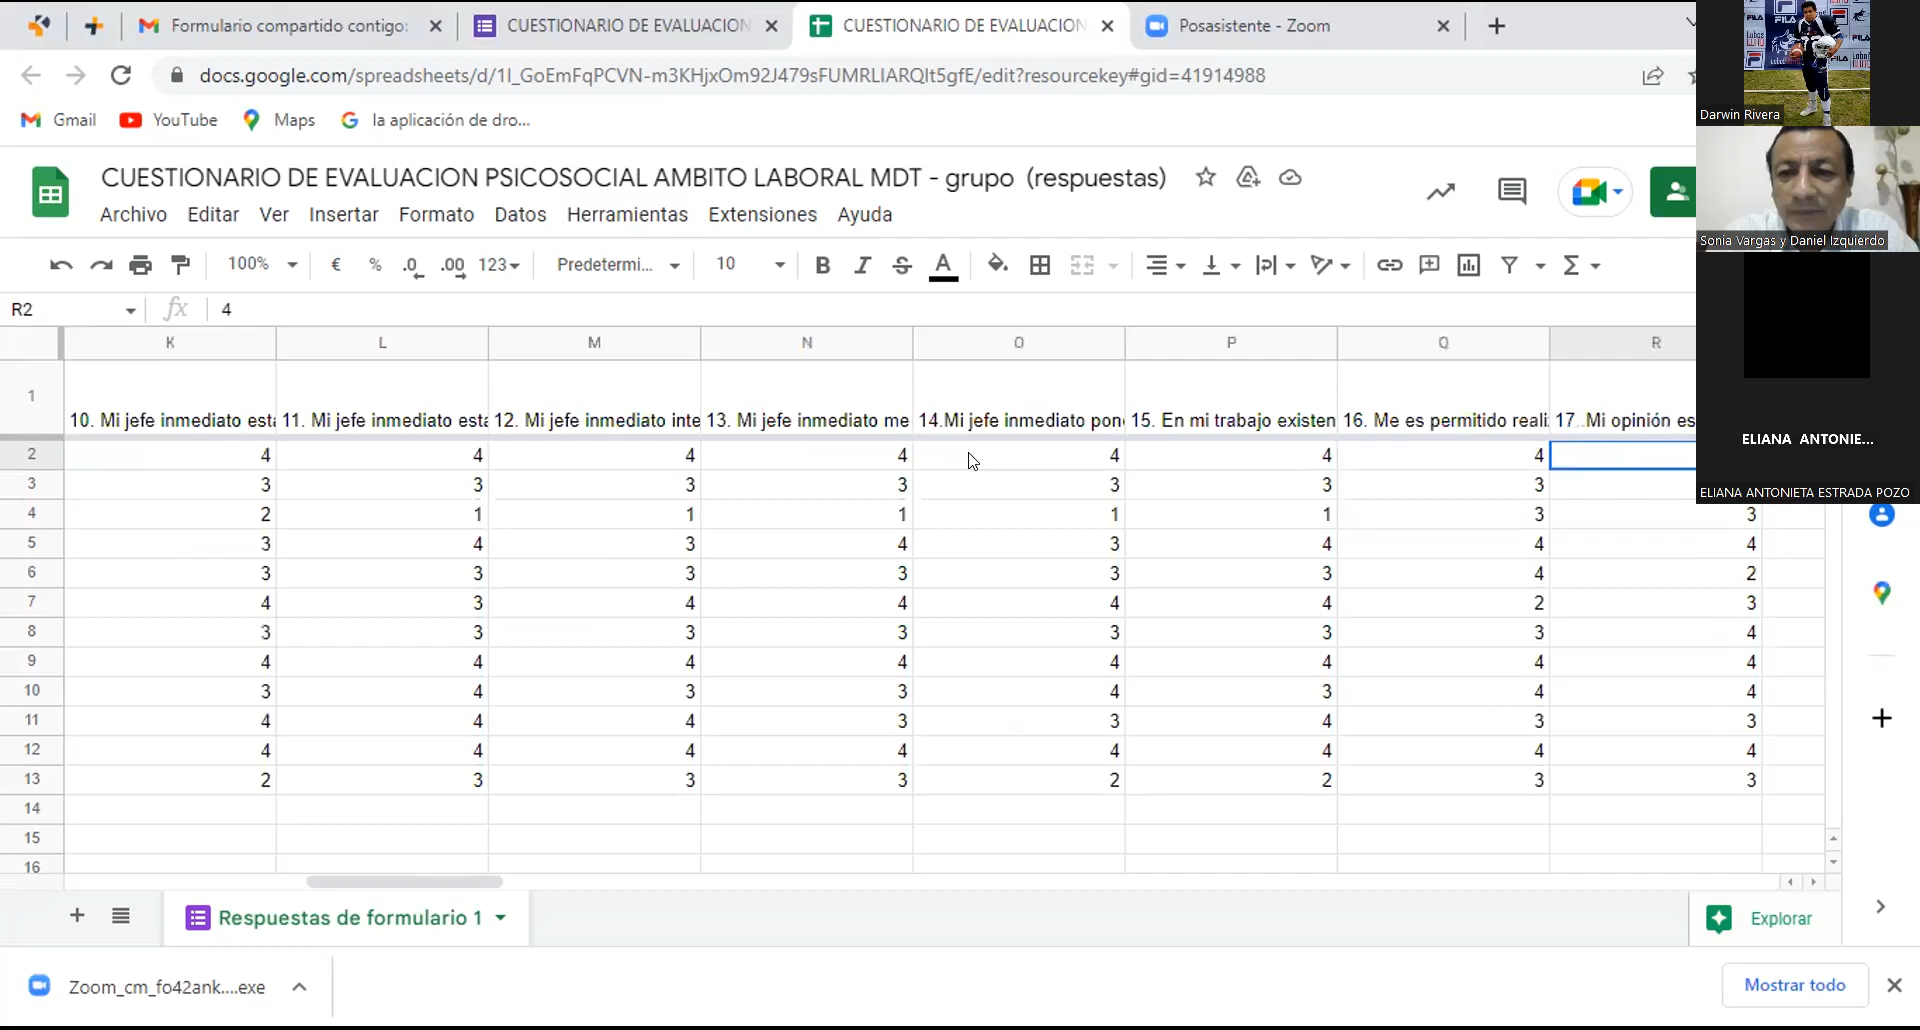 Formulario compartido contigo:
CUESTIONARIO DE EVALUACION
CUESTIONARIO DE EVALUACION
Posasistente - Zoom
docs.google.com/spreadsheets/d/1I_GoEmFqPCVN-m3KHjxOm92J479sFUMRLIARQIt5gfE/edit?resourcekey#gid=41914988
Gmail YouTube Maps la aplicación de dro...
CUESTIONARIO DE EVALUACION PSICOSOCIAL AMBITO LABORAL MDT - grupo (respuestas)
Archivo Editar Ver Insertar Formato Datos Herramientas Extensiones Ayuda
100% € % .0 .00 123 Predetermi... 10 B I S A
R2 fx 4
K L M N O P Q R
1 10. Mi jefe inmediato esta 11. Mi jefe inmediato esta 12. Mi jefe inmediato inte 13. Mi jefe inmediato me 14.Mi jefe inmediato pon 15. En mi trabajo existen 16. Me es permitido reali 17. Mi opinión es
2 4 4 4 4 4 4 4
3 3 3 3 3 3 3 3
4 2 1 1 1 1 1 3 3
5 3 4 3 4 3 4 4 4
6 3 3 3 3 3 3 4 2
7 4 3 4 4 4 4 2 3
8 3 3 3 3 3 3 3 4
9 4 4 4 4 4 4 4 4
10 3 4 3 3 4 3 4 4
11 4 4 4 3 3 4 3 3
12 4 4 4 4 4 4 4 4
13 2 3 3 3 2 2 3 3
14
15
16
Respuestas de formulario 1
Explorar
Zoom_cm_fo42ank....exe
Mostrar todo
FILA
FILA
Darwin Rivera
Sonia Vargas y Daniel Izquierdo
ELIANA ANTONIE...
ELIANA ANTONIETA ESTRADA POZO